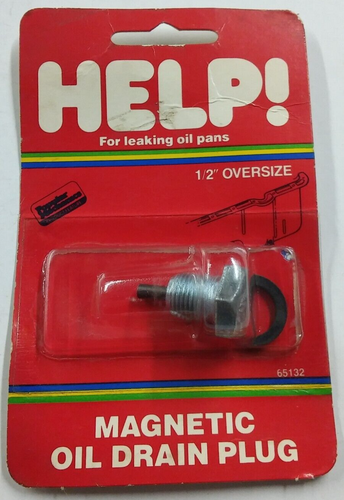 HELP!
For leaking oil pans
1/2" OVERSIZE
65132
MAGNETIC
OIL DRAIN PLUG